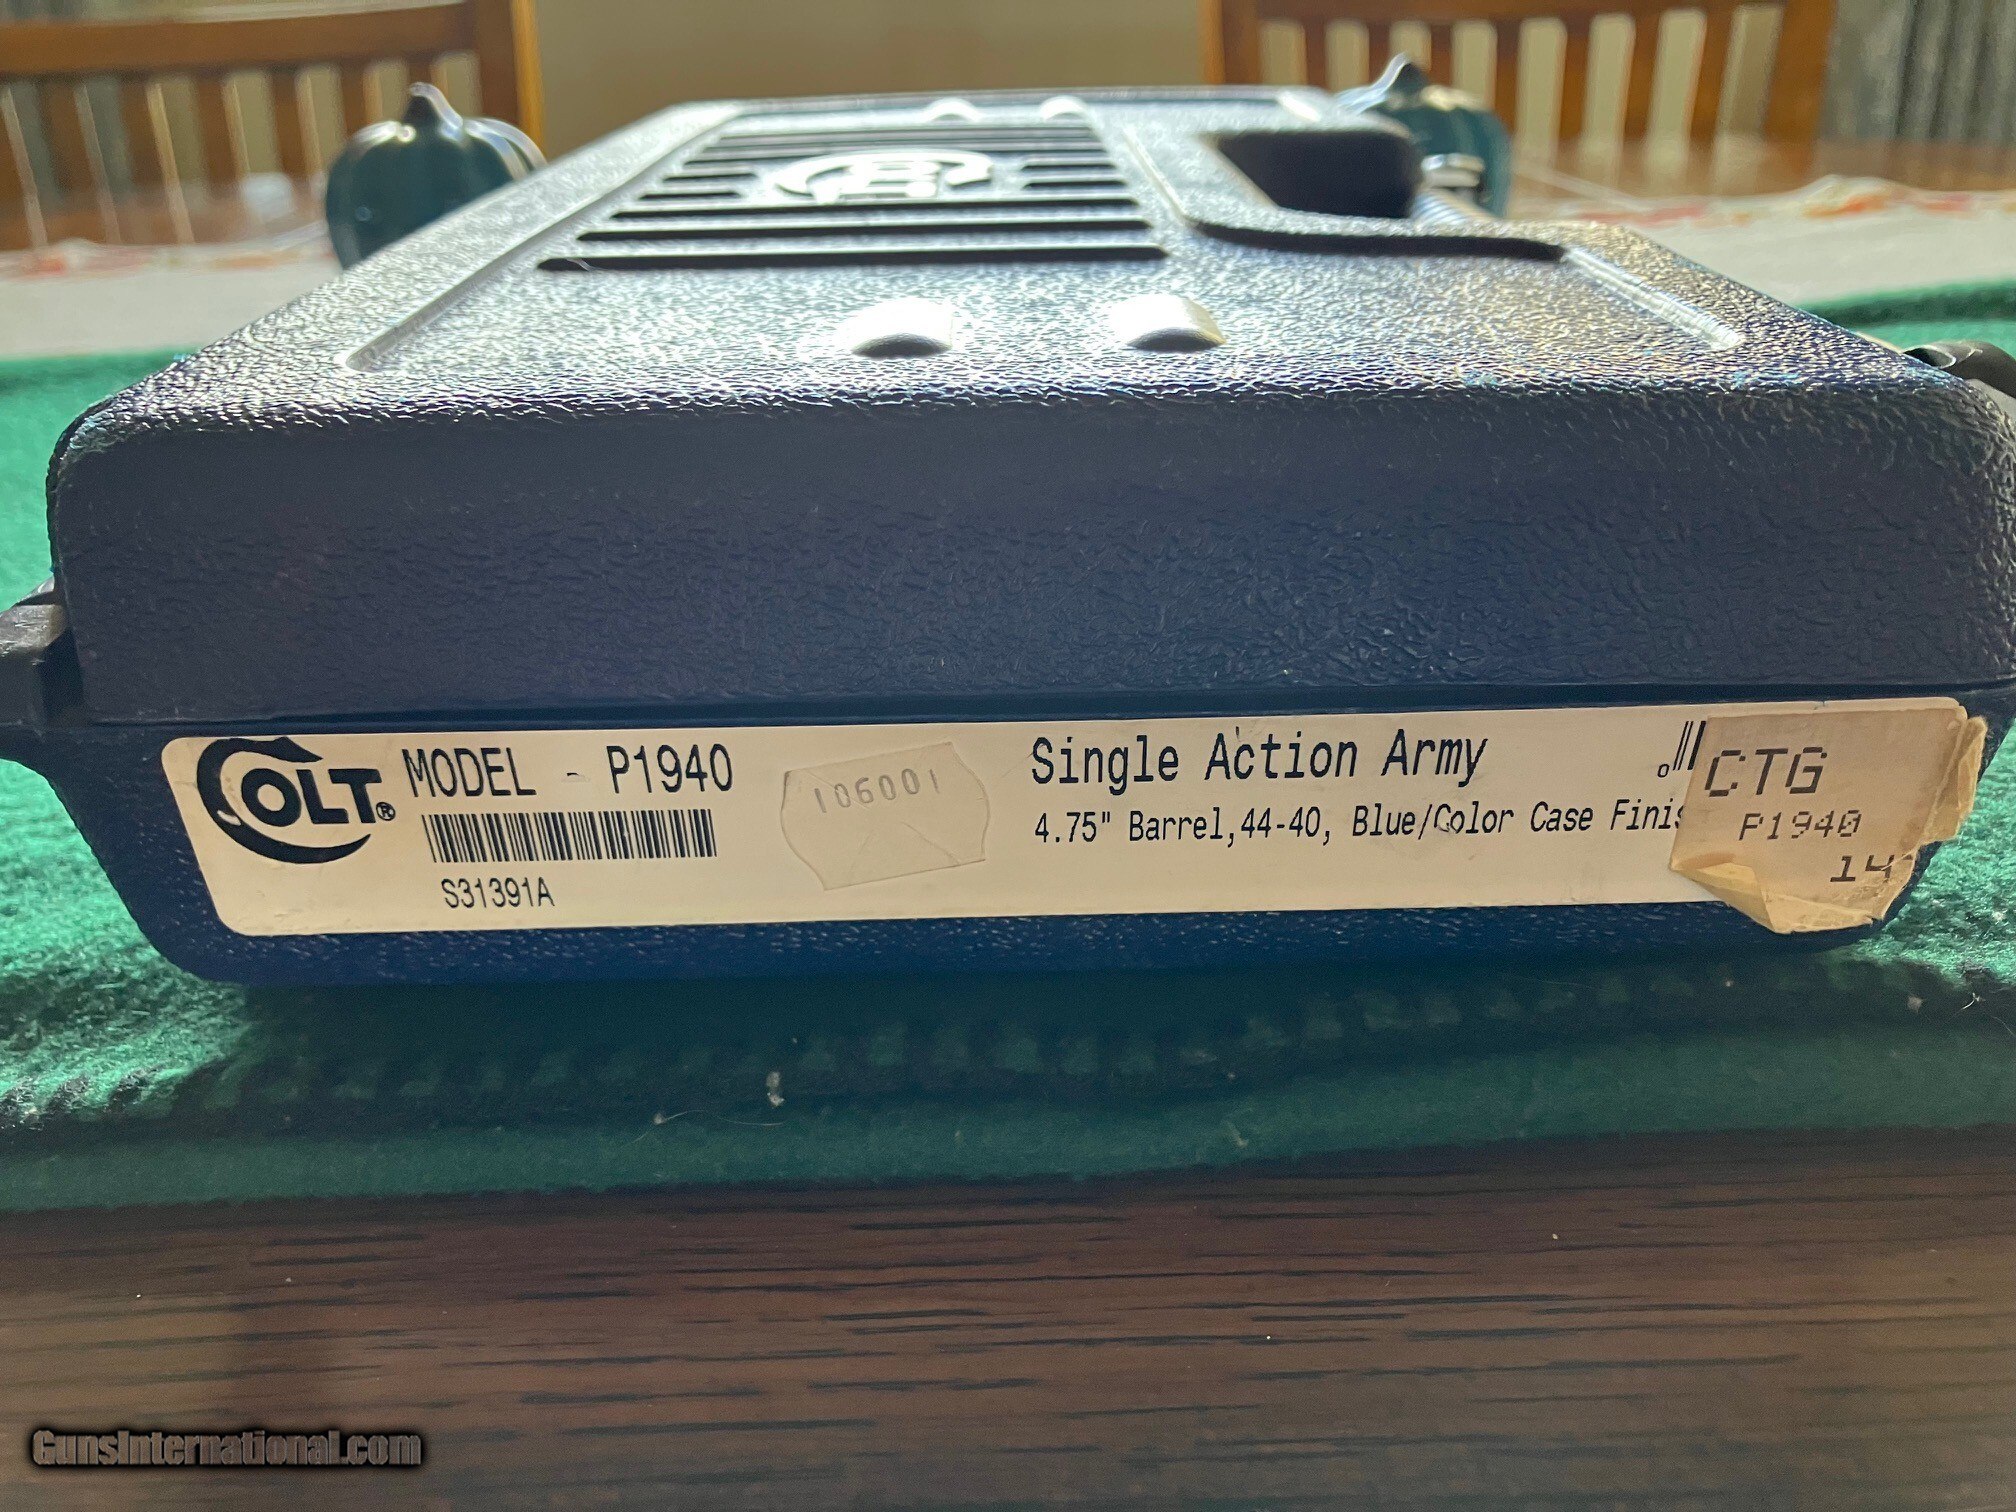 COLT®
MODEL - P1940
S31391A
106001
Single Action Army
4.75" Barrel,44-40, Blue/Color Case Finis
CTG
P1940
14
GunsInternational.com